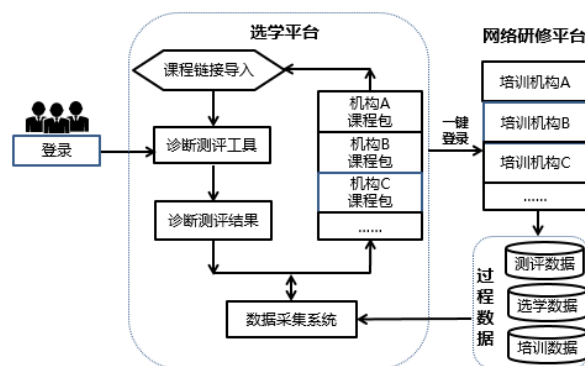 选学平台
网络研修平台
课程链接导入
登录
诊断测评工具
诊断测评结果
数据采集系统
机构A
课程包
机构B
课程包
机构C
课程包
......
一键
登录
培训机构A
培训机构B
培训机构C
......
过程数据
测评数据
选学数据
培训数据